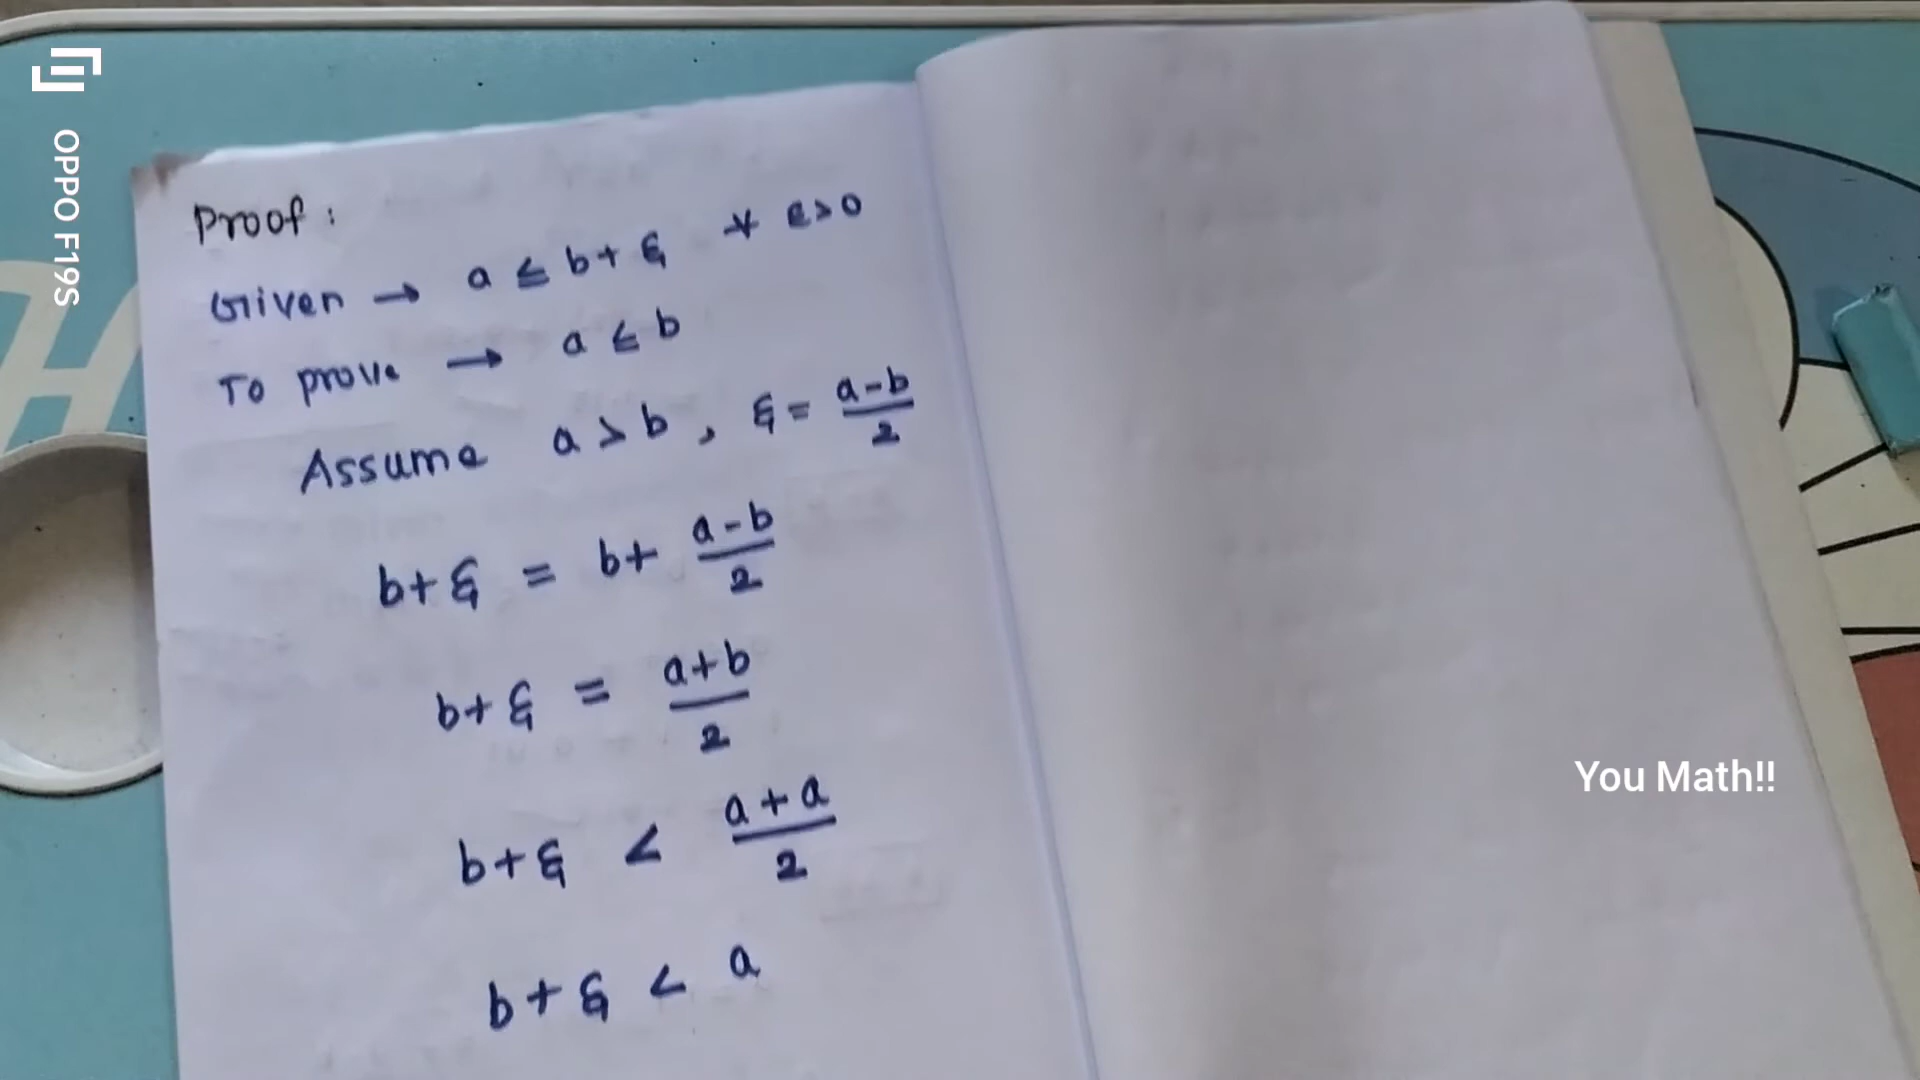 OPPO F19S
Proof :
Given → a ≤ b + ε ∀ ε > 0
To prove → a ≤ b
Assume a > b , ε = (a-b)/2
b + ε = b + (a-b)/2
b + ε = (a+b)/2
b + ε < (a+a)/2
b + ε < a
You Math!!